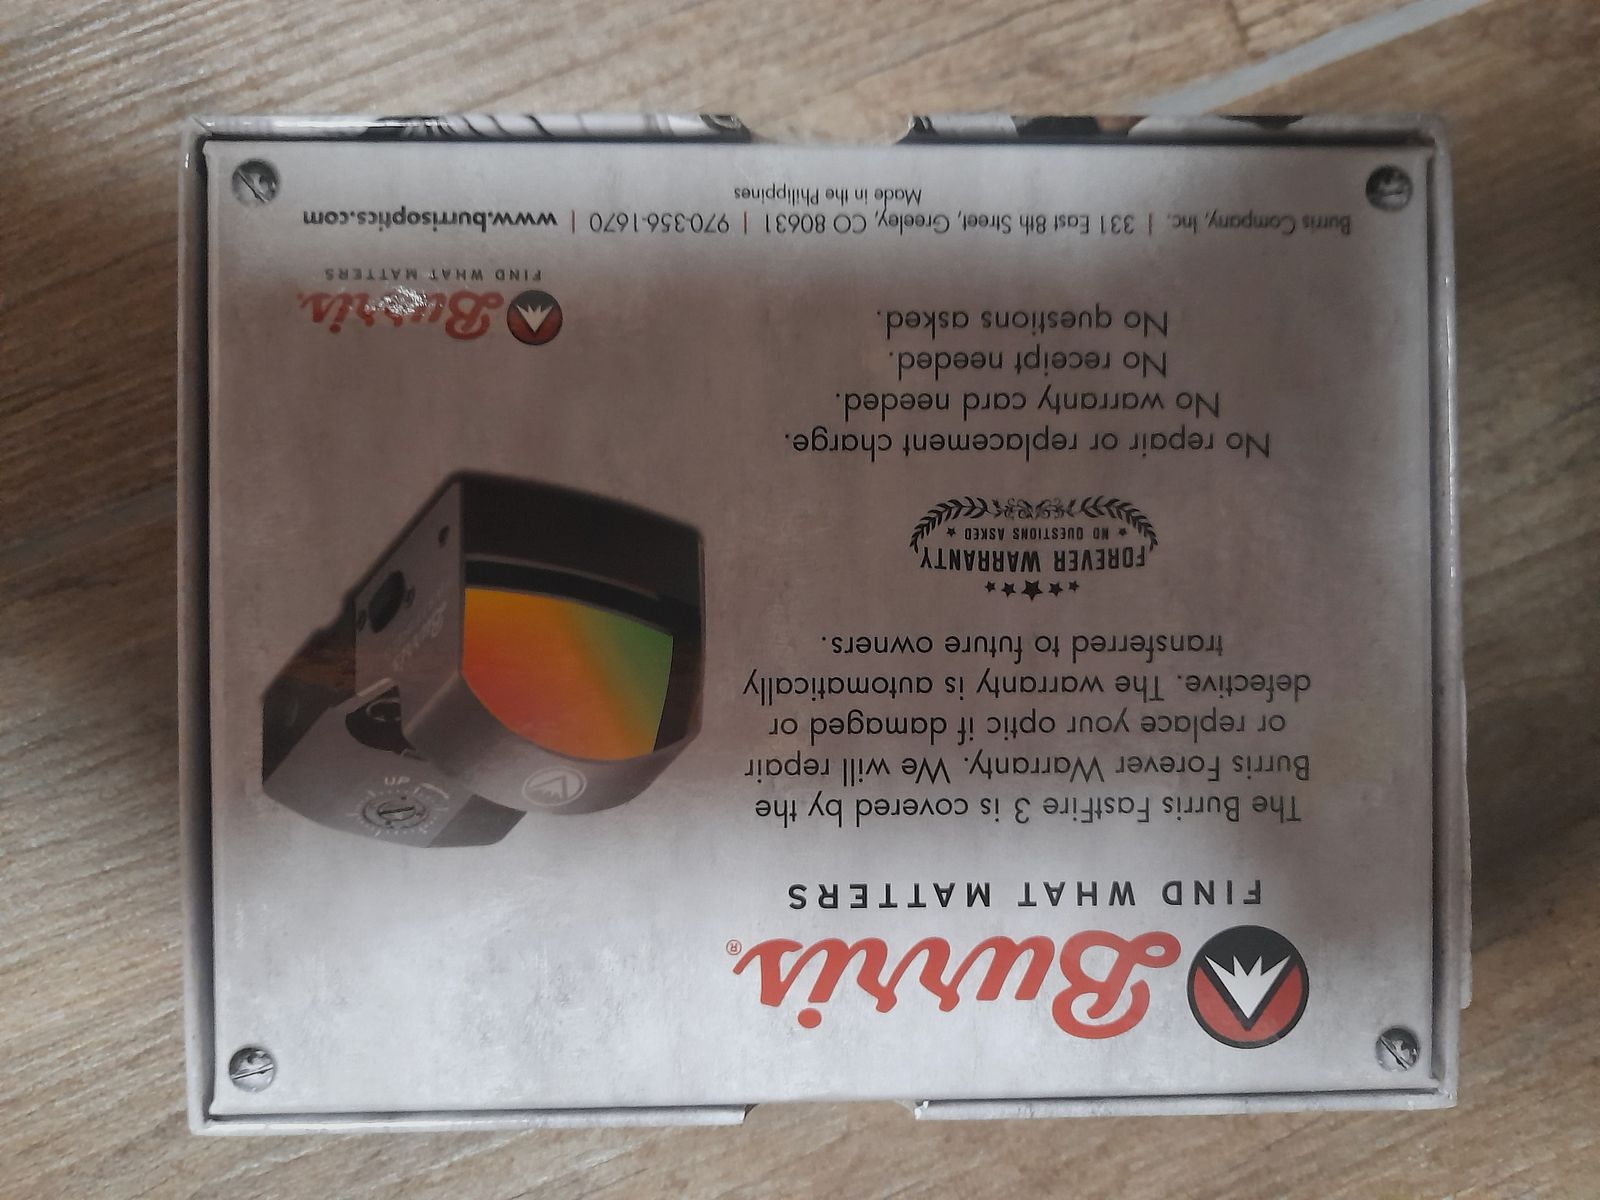 Burris®
FIND WHAT MATTERS
The Burris FastFire 3 is covered by the
Burris Forever Warranty. We will repair
or replace your optic if damaged or
defective. The warranty is automatically
transferred to future owners.
FOREVER WARRANTY
NO QUESTIONS ASKED
No repair or replacement charge.
No warranty card needed.
No receipt needed.
No questions asked.
UP
Burris
Burris.
FIND WHAT MATTERS
Burris Company, Inc. | 331 East 8th Street, Greeley, CO 80631 | 970-356-1670 | www.burrisoptics.com
Made in the Philippines